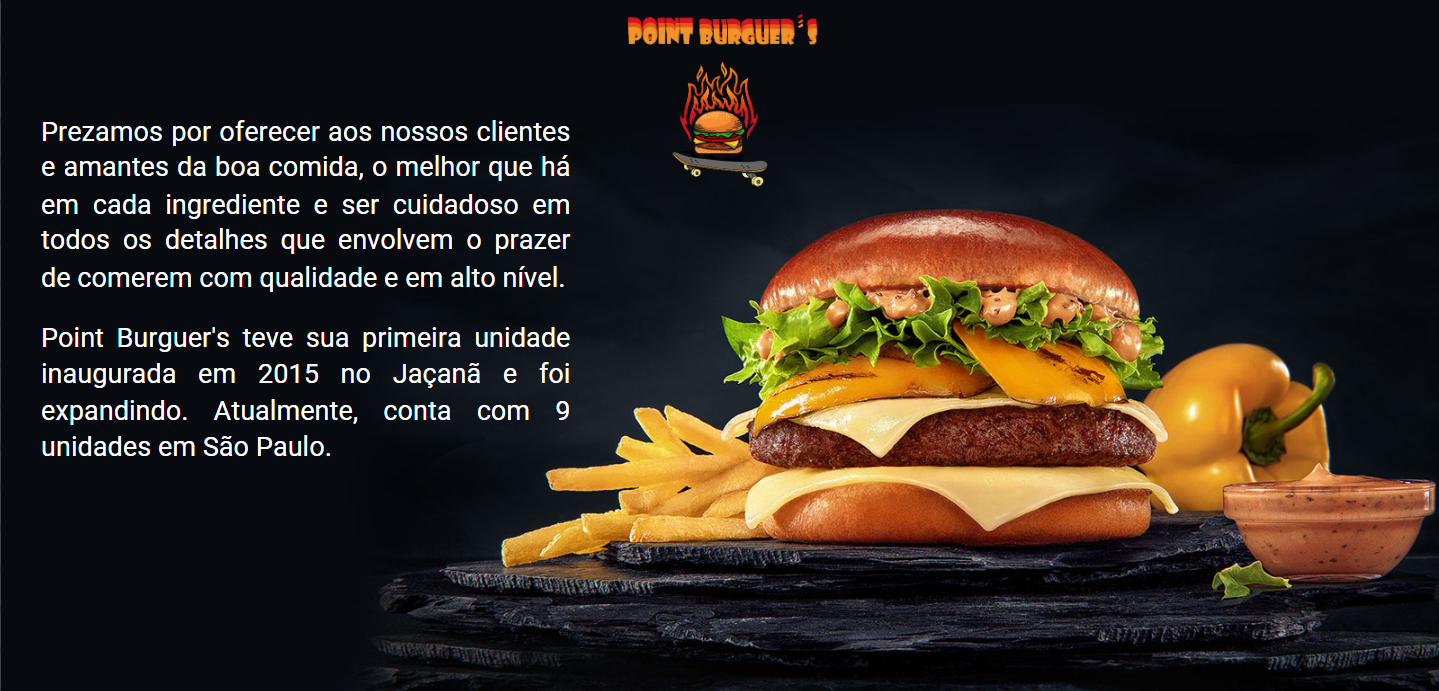 POINT BURGUER´S
Prezamos por oferecer aos nossos clientes
e amantes da boa comida, o melhor que há
em cada ingrediente e ser cuidadoso em
todos os detalhes que envolvem o prazer
de comerem com qualidade e em alto nível.
Point Burguer's teve sua primeira unidade
inaugurada em 2015 no Jaçanã e foi
expandindo. Atualmente, conta com 9
unidades em São Paulo.